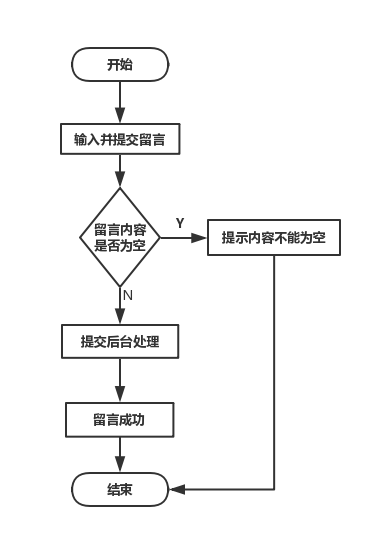 开始
输入并提交留言
留言内容
是否为空
Y
提示内容不能为空
N
提交后台处理
留言成功
结束